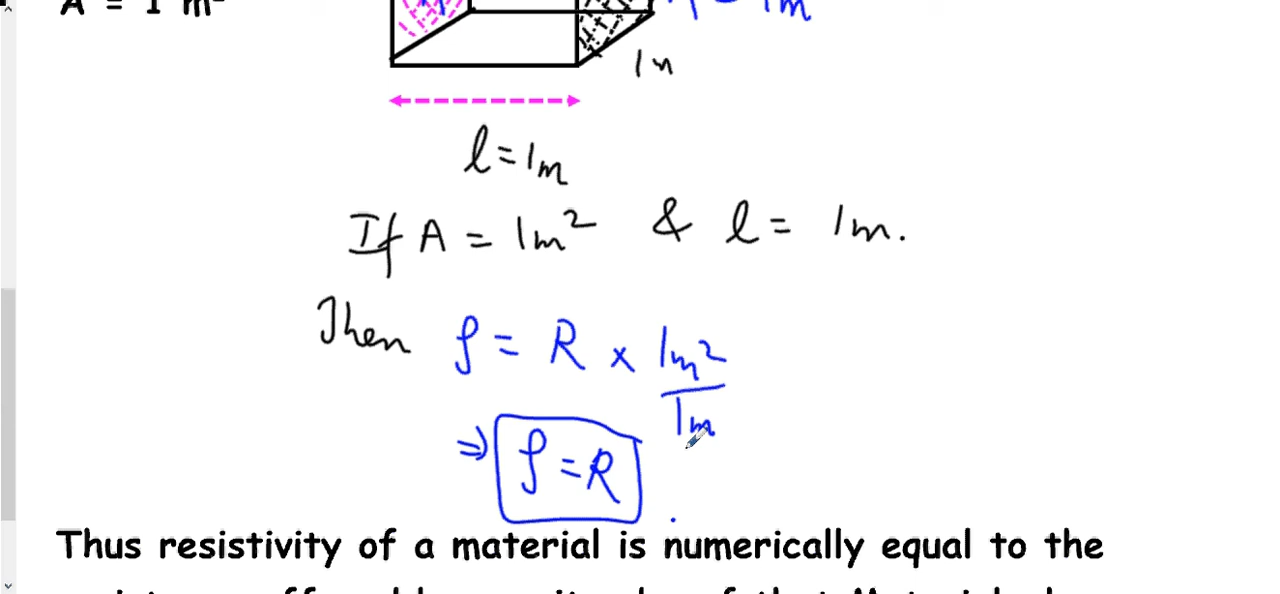 A = 1 m²
1m
1m
l = 1m
If A = 1m² & l = 1m.
Then ρ = R × 1m²/1m
⇒ ρ = R
Thus resistivity of a material is numerically equal to the